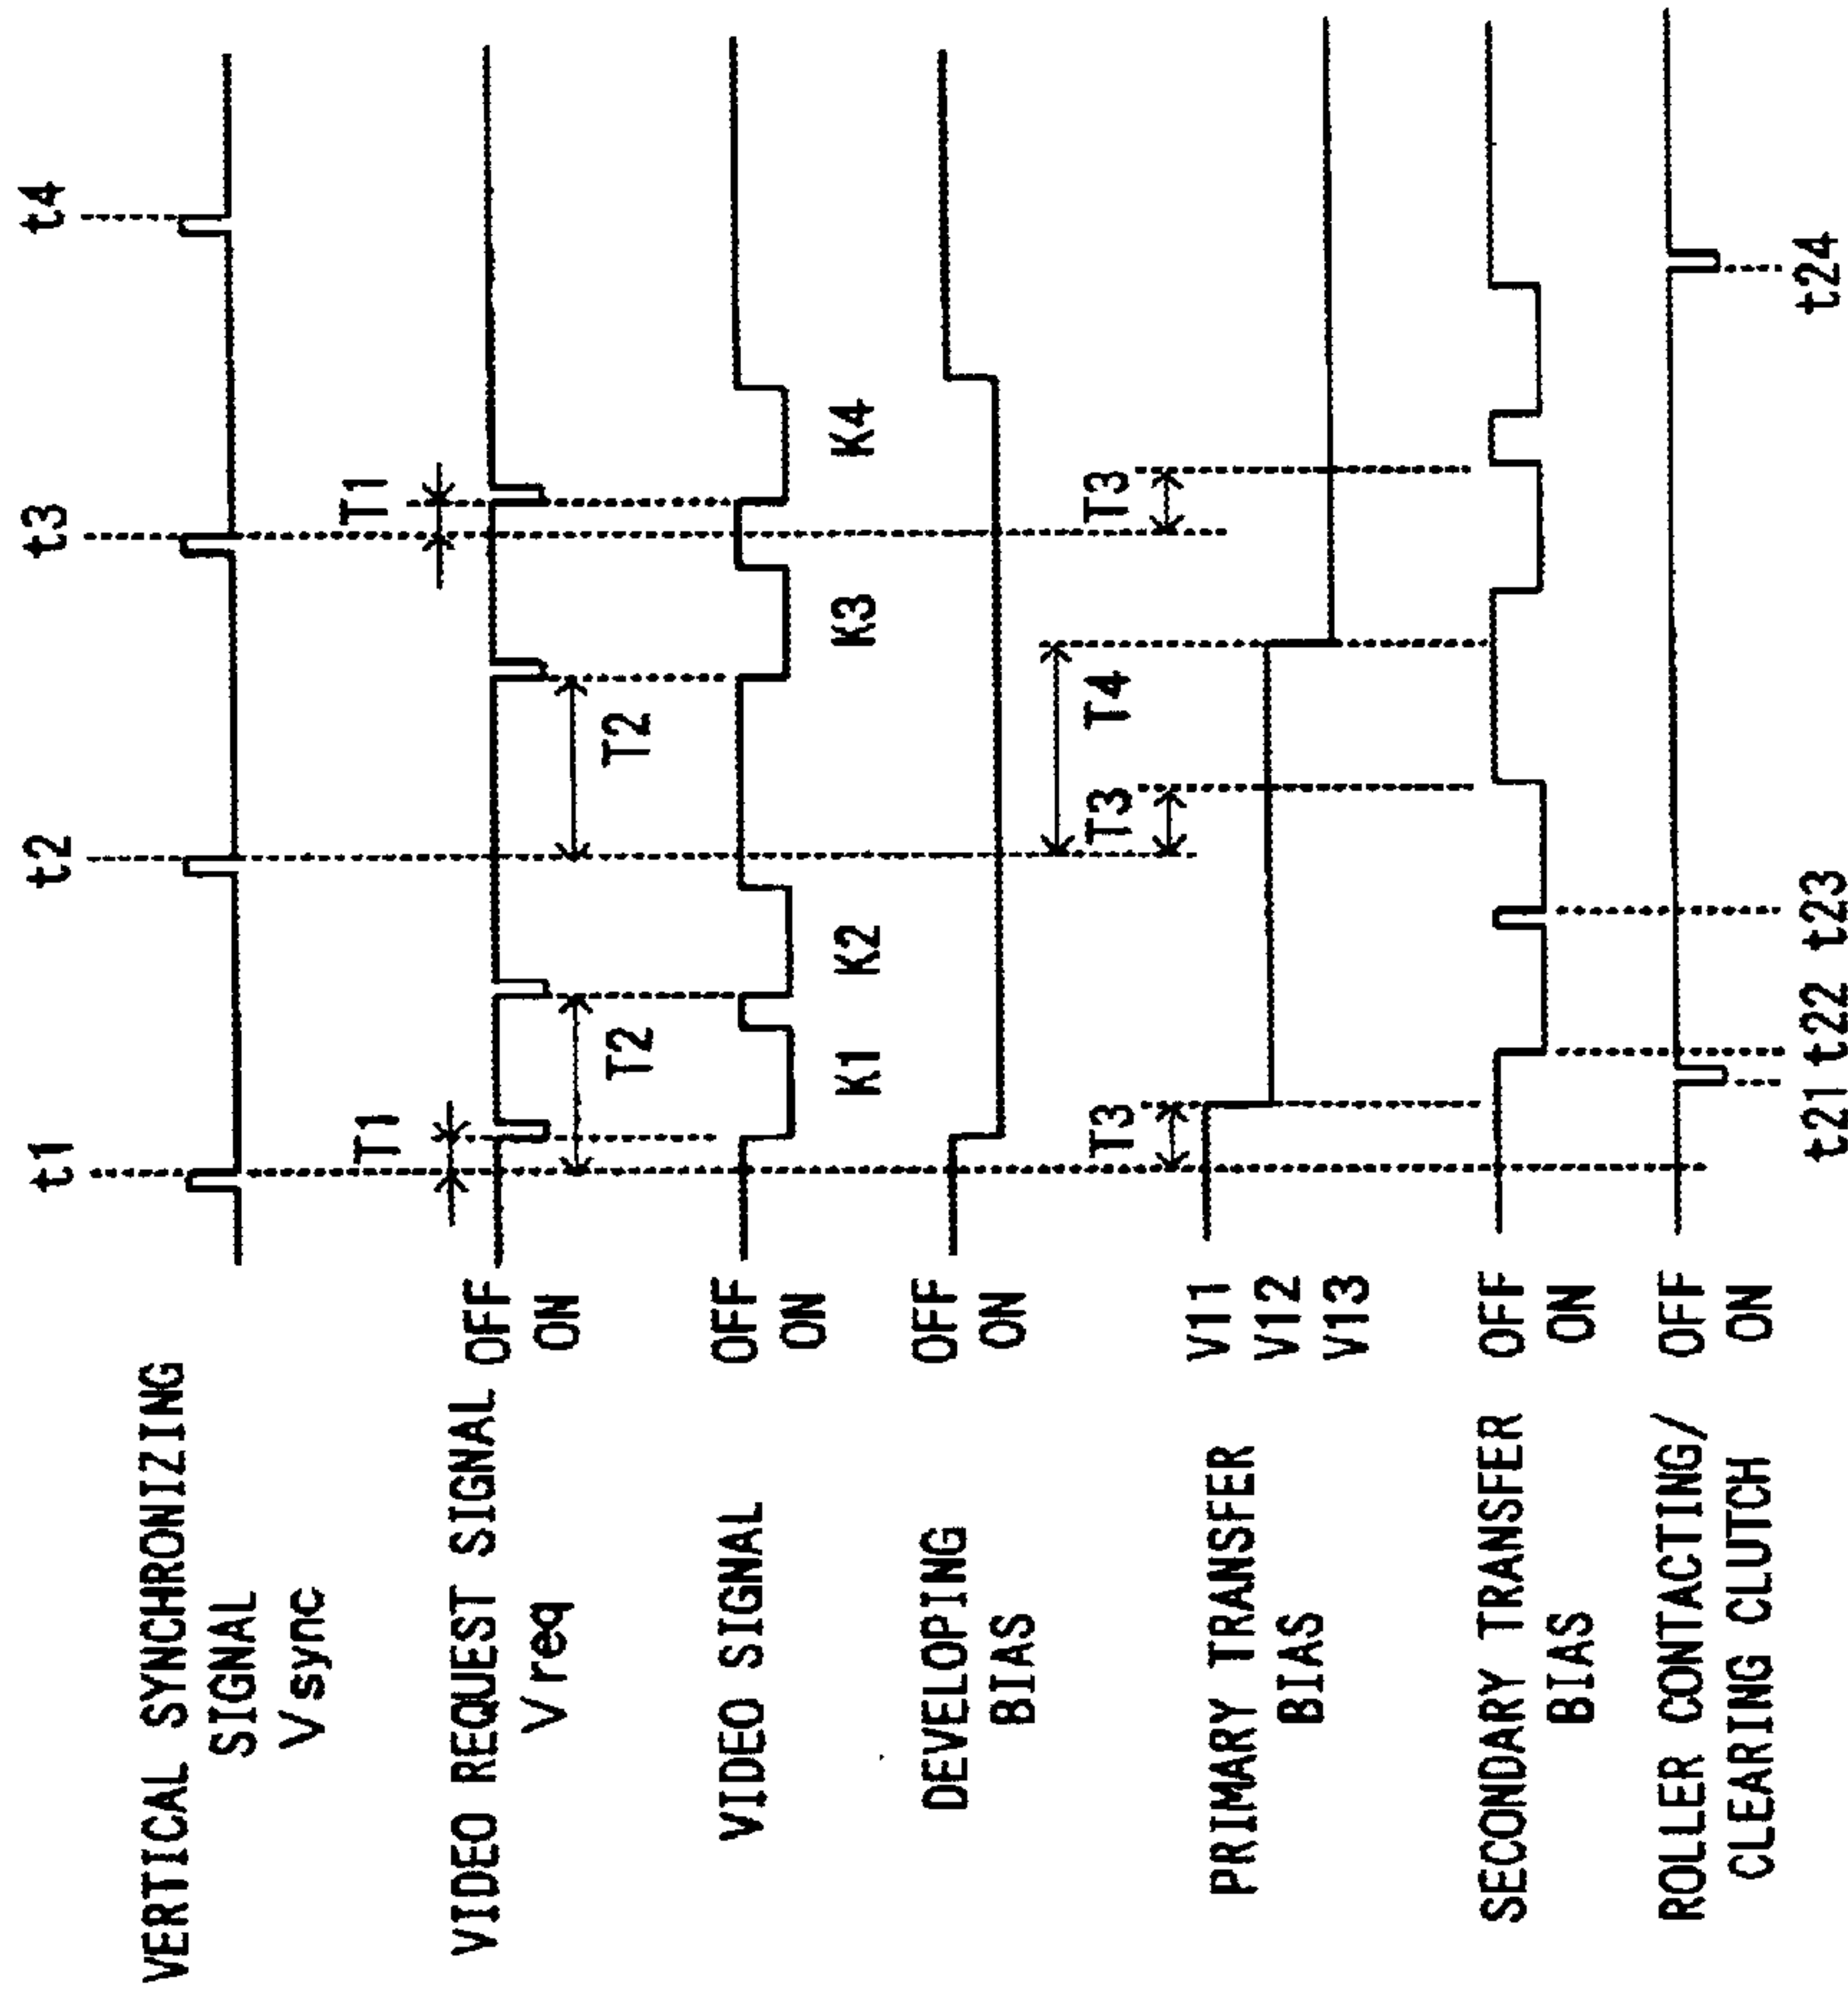 t1 t2 t3 t4
VERTICAL SYNCHRONIZING
SIGNAL
Vsync
T1 T1
VIDEO REQUEST SIGNAL OFF
Vreq ON
T2 T2
VIDEO SIGNAL OFF
ON
K1 K2 K3 K4
DEVELOPING OFF
BIAS ON
T4
T3 T3 T3
PRIMARY TRANSFER V11
BIAS V12
V13
SECONDARY TRANSFER OFF
BIAS ON
ROLLER CONTACTING/ OFF
CLEARING CLUTCH ON
t21 t22 t23 t24